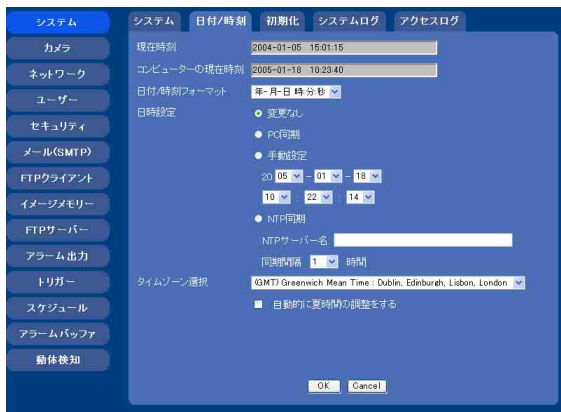 システム
カメラ
ネットワーク
ユーザー
セキュリティ
メール(SMTP)
FTPクライアント
イメージメモリー
FTPサーバー
アラーム出力
トリガー
スケジュール
アラームバッファ
動体検知
システム 日付/時刻 初期化 システムログ アクセスログ
現在時刻 2004-01-05 15:01:15
コンピューターの現在時刻 2005-01-18 10:23:40
日付/時刻フォーマット 年-月-日 時:分:秒
日時設定 変更なし
PC同期
手動設定
20 05 - 01 - 18
10 : 22 : 14
NTP同期
NTPサーバー名
同期間隔 1 時間
タイムゾーン選択 (GMT) Greenwich Mean Time : Dublin, Edinburgh, Lisbon, London
自動的に夏時間の調整をする
OK Cancel